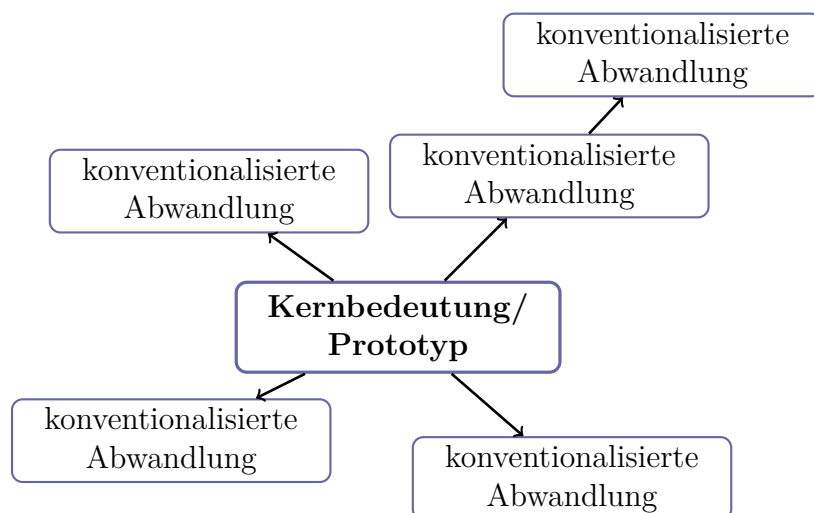 konventionalisierte
Abwandlung
konventionalisierte
Abwandlung
konventionalisierte
Abwandlung
Kernbedeutung/
Prototyp
konventionalisierte
Abwandlung
konventionalisierte
Abwandlung